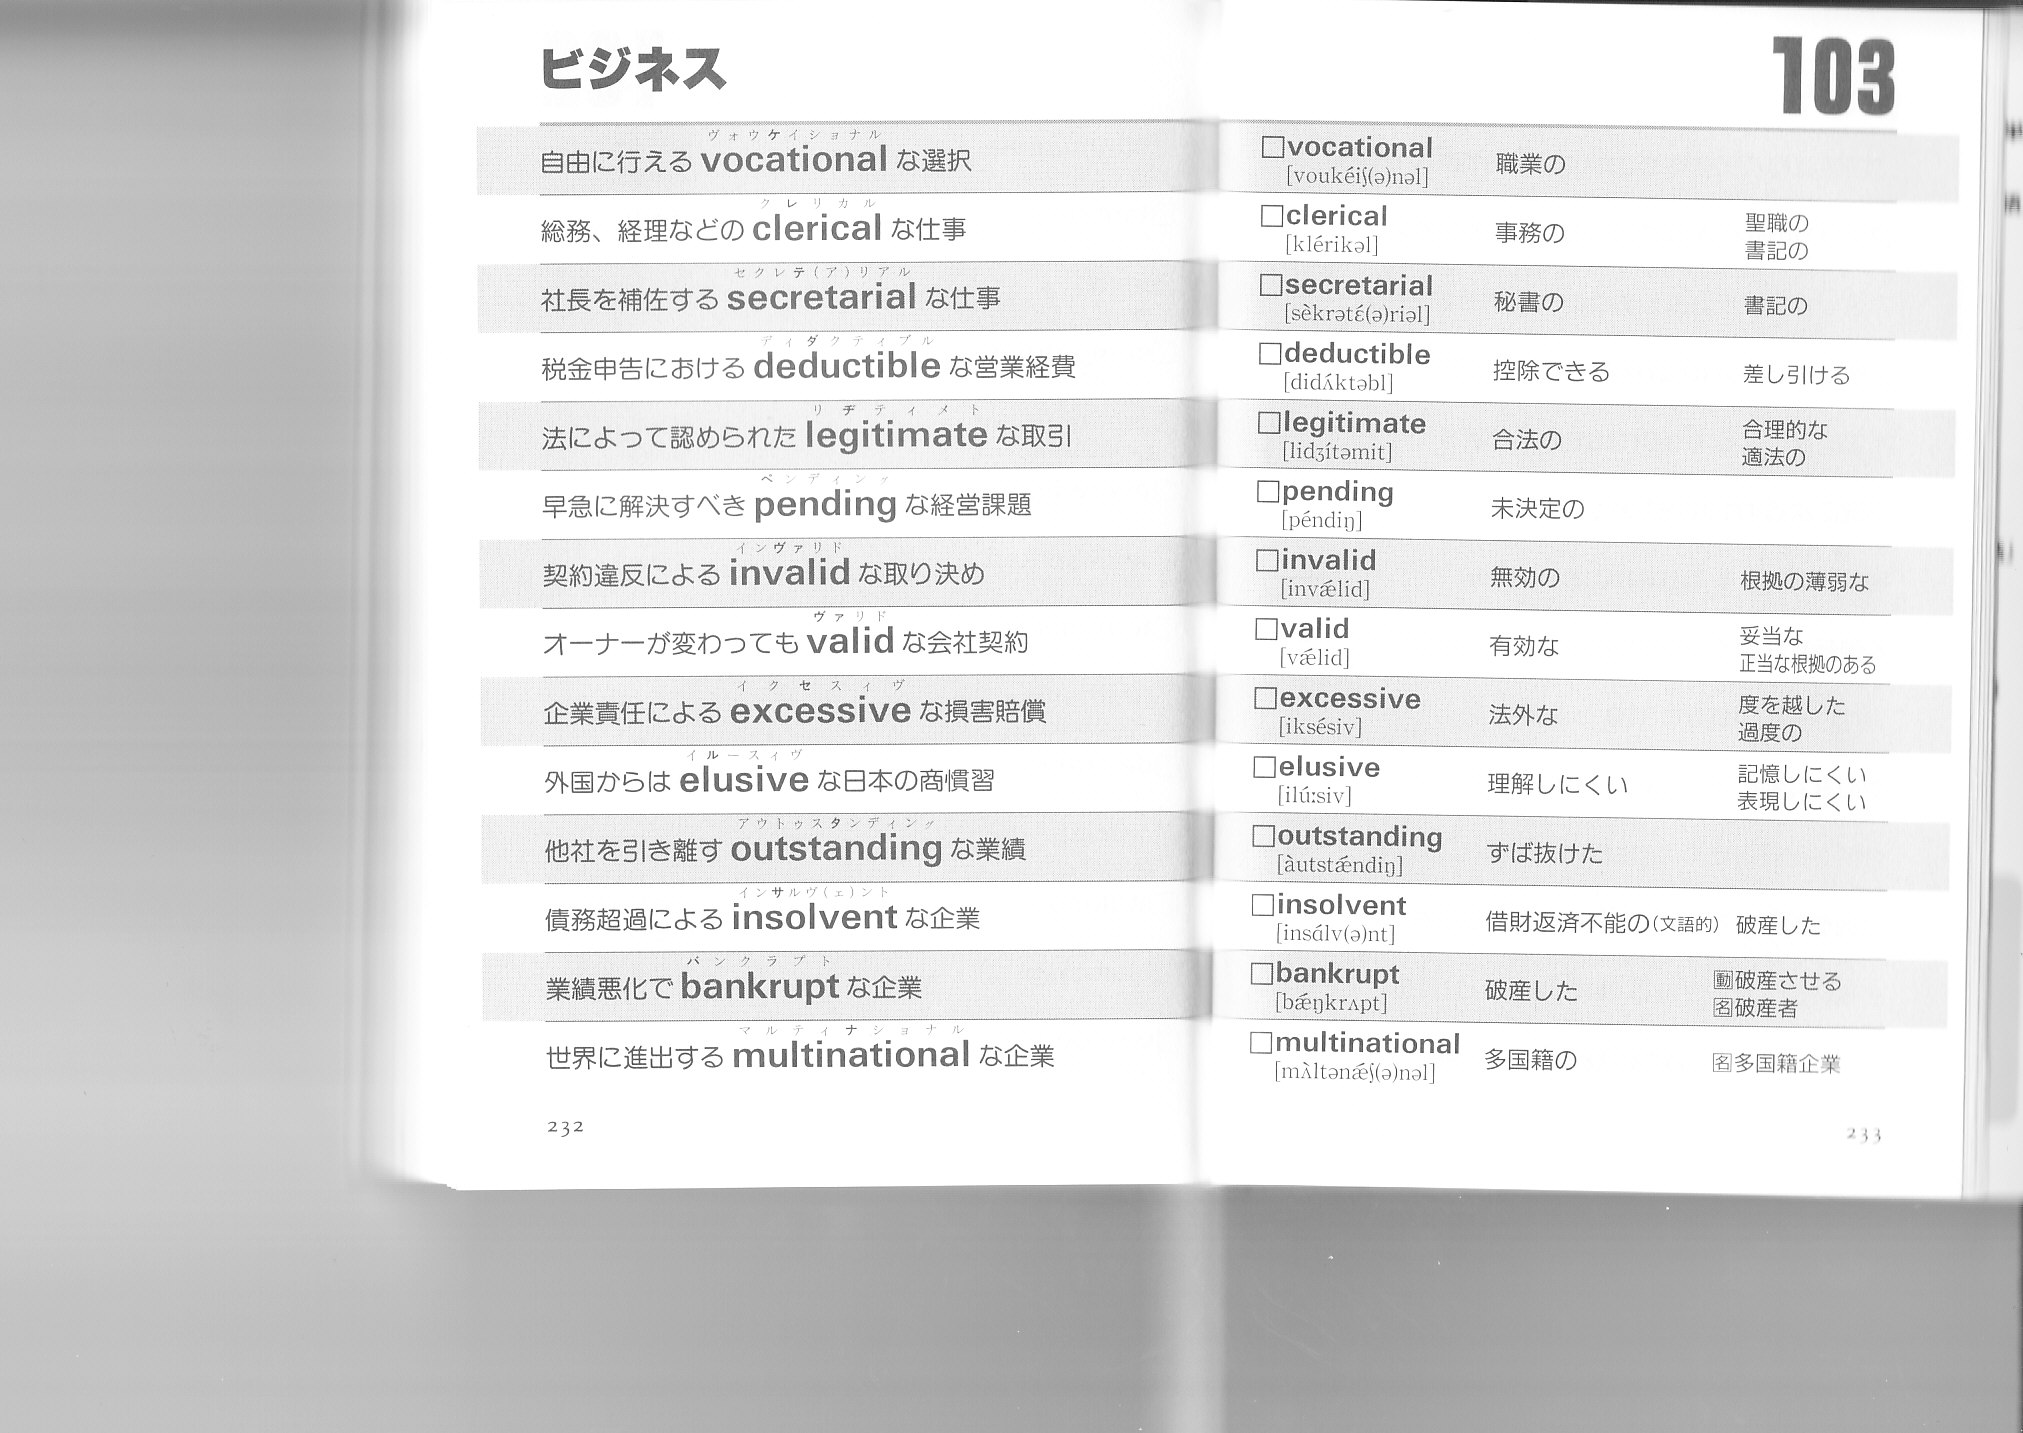 ビジネス
103
ヴォウケイショナル
自由に行える vocational な選択
クレリカル
総務、経理などの clerical な仕事
セクレテ(ア)リアル
社長を補佐する secretarial な仕事
ディダクティブル
税金申告における deductible な営業経費
リヂティメト
法によって認められた legitimate な取引
ペンディング
早急に解決すべき pending な経営課題
インヴァリド
契約違反による invalid な取り決め
ヴァリド
オーナーが変わっても valid な会社契約
イクセスィヴ
企業責任による excessive な損害賠償
イルースィヴ
外国からは elusive な日本の商慣習
アウトゥスタンディング
他社を引き離す outstanding な業績
インサルヴ(ェ)ント
債務超過による insolvent な企業
バンクラプト
業績悪化で bankrupt な企業
マルティナショナル
世界に進出する multinational な企業
232
□vocational 職業の
[voukéiʃ(ə)nəl]
□clerical 事務の 聖職の
[klérikəl] 書記の
□secretarial 秘書の 書記の
[sèkrətɛ́(ə)riəl]
□deductible 控除できる 差し引ける
[didʌ́ktəbl]
□legitimate 合法の 合理的な
[lidʒítəmit] 適法の
□pending 未決定の
[péndiŋ]
□invalid 無効の 根拠の薄弱な
[invǽlid]
□valid 有効な 妥当な
[vǽlid] 正当な根拠のある
□excessive 法外な 度を越した
[iksésiv] 過度の
□elusive 理解しにくい 記憶しにくい
[ilúːsiv] 表現しにくい
□outstanding ずば抜けた
[àutstǽndiŋ]
□insolvent 借財返済不能の(文語的) 破産した
[insɑ́lv(ə)nt]
□bankrupt 破産した 動破産させる
[bǽŋkrʌpt] 名破産者
□multinational 多国籍の 名多国籍企業
[mʌ̀ltənǽʃ(ə)nəl]
233